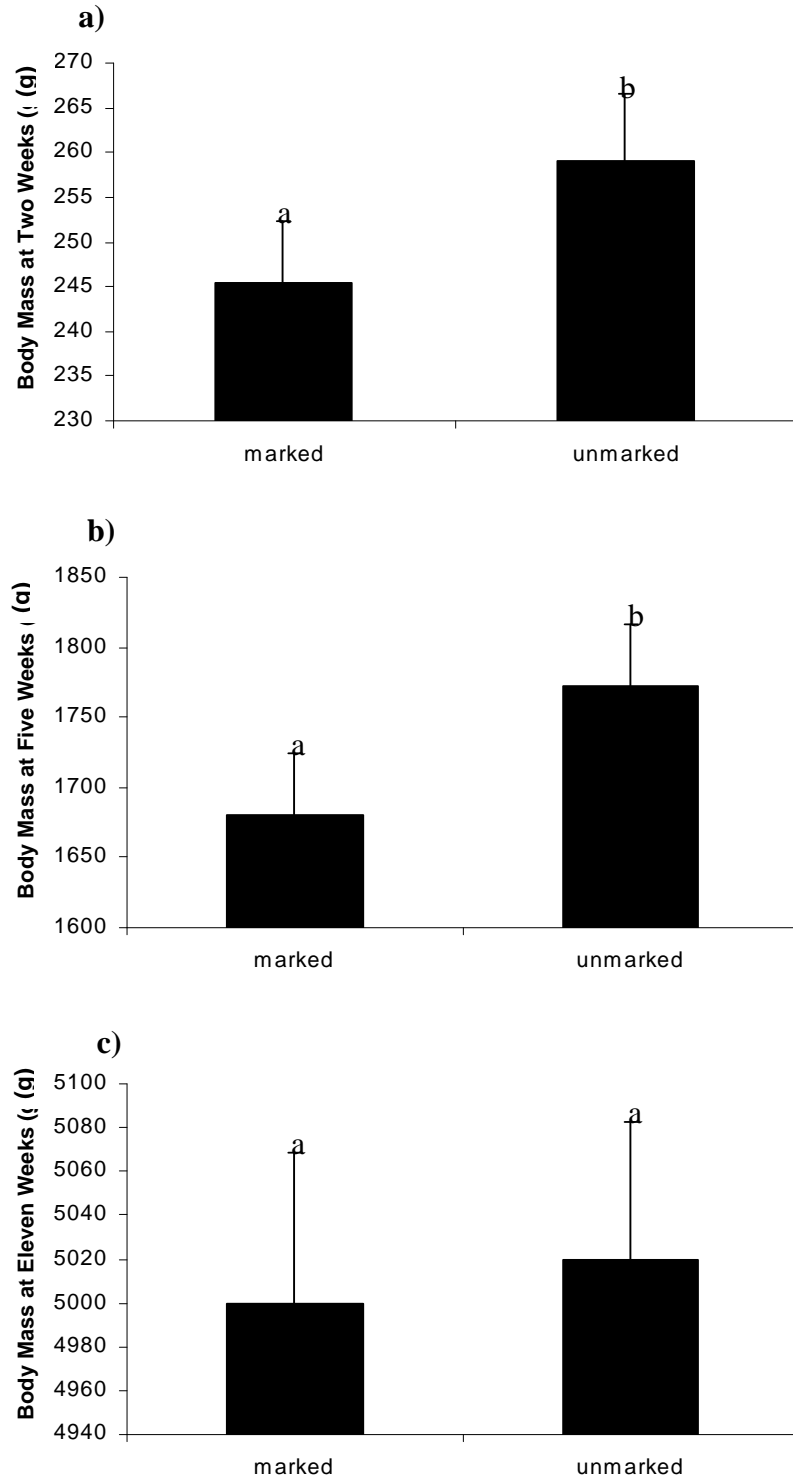 a)
Body Mass at Two Weeks (g)
270
265
260
255
250
245
240
235
230
a
b
marked
unmarked
b)
Body Mass at Five Weeks (g)
1850
1800
1750
1700
1650
1600
a
b
marked
unmarked
c)
Body Mass at Eleven Weeks (g)
5100
5080
5060
5040
5020
5000
4980
4960
4940
a
a
marked
unmarked